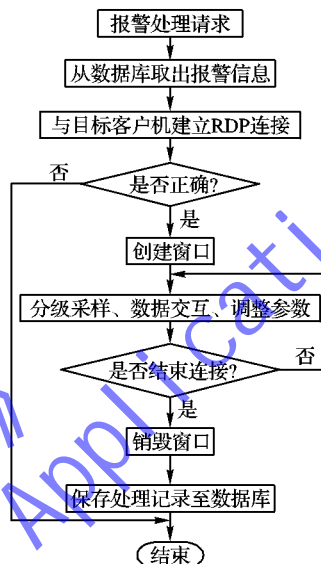 报警处理请求
从数据库取出报警信息
与目标客户机建立RDP连接
是否正确?
否
是
创建窗口
分级采样、数据交互、调整参数
是否结束连接?
否
是
销毁窗口
保存处理记录至数据库
结束
》
Applicati